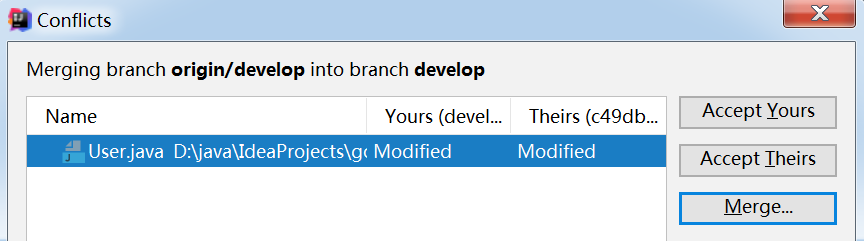 Conflicts
Merging branch origin/develop into branch develop
Name Yours (devel... Theirs (c49db...
User.java D:\java\IdeaProjects\go Modified Modified
Accept Yours
Accept Theirs
Merge...